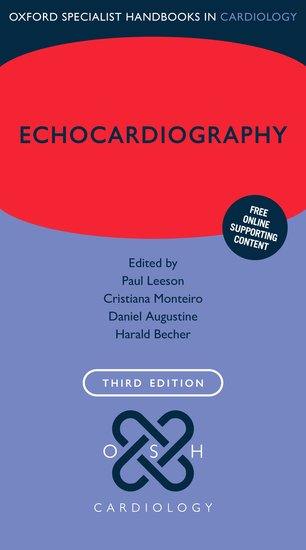 OXFORD SPECIALIST HANDBOOKS IN CARDIOLOGY
ECHOCARDIOGRAPHY
FREE
ONLINE
SUPPORTING
CONTENT
Edited by
Paul Leeson
Cristiana Monteiro
Daniel Augustine
Harald Becher
THIRD EDITION
O S H
CARDIOLOGY